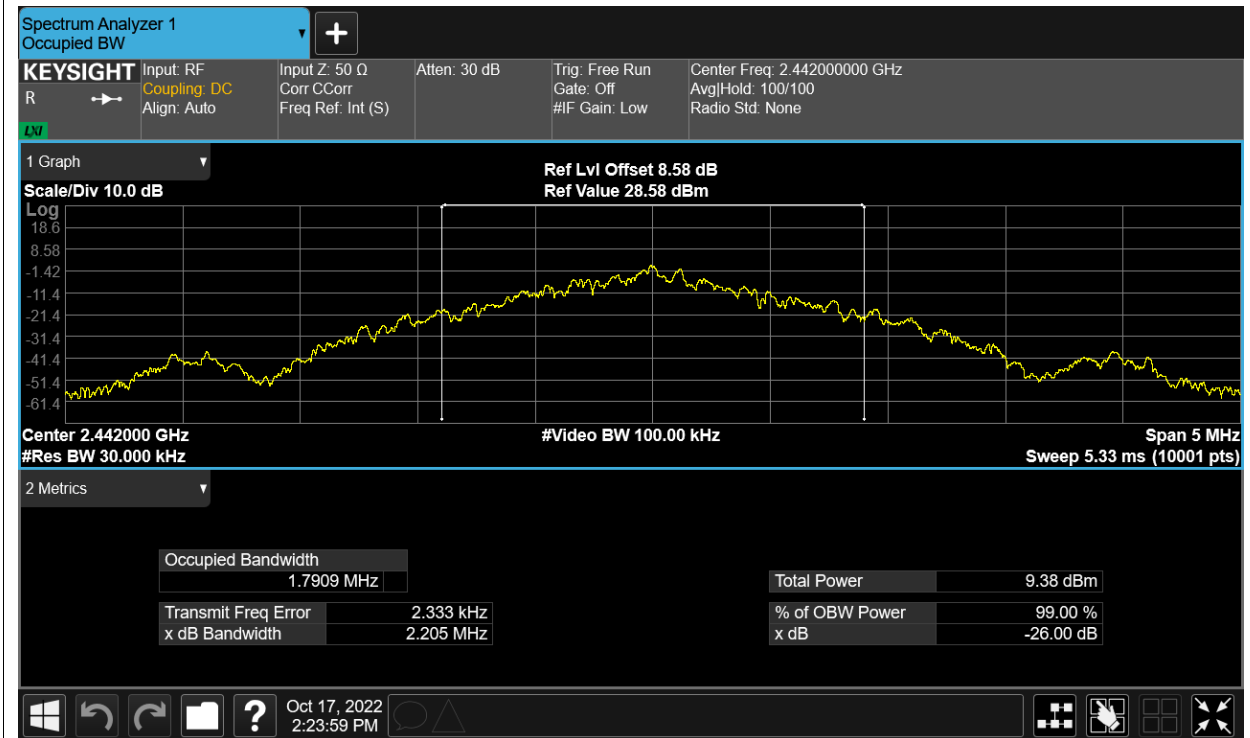 Spectrum Analyzer 1
Occupied BW
KEYSIGHT
R
LXI
Input: RF
Coupling: DC
Align: Auto
Input Z: 50 Ω
Corr CCorr
Freq Ref: Int (S)
Atten: 30 dB
Trig: Free Run
Gate: Off
#IF Gain: Low
Center Freq: 2.442000000 GHz
Avg|Hold: 100/100
Radio Std: None
1 Graph
Scale/Div 10.0 dB
Ref Lvl Offset 8.58 dB
Ref Value 28.58 dBm
Log
18.6
8.58
-1.42
-11.4
-21.4
-31.4
-41.4
-51.4
-61.4
Center 2.442000 GHz
#Video BW 100.00 kHz
Span 5 MHz
#Res BW 30.000 kHz
Sweep 5.33 ms (10001 pts)
2 Metrics
Occupied Bandwidth
1.7909 MHz
Total Power 9.38 dBm
Transmit Freq Error 2.333 kHz
% of OBW Power 99.00 %
x dB Bandwidth 2.205 MHz
x dB -26.00 dB
?
Oct 17, 2022
2:23:59 PM